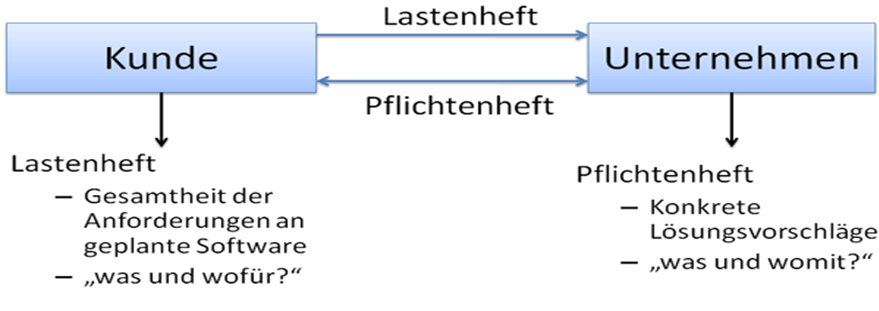 Lastenheft
Kunde
Unternehmen
Pflichtenheft
Lastenheft
– Gesamtheit der
Anforderungen an
geplante Software
– „was und wofür?“
Pflichtenheft
– Konkrete
Lösungsvorschläge
– „was und womit?“